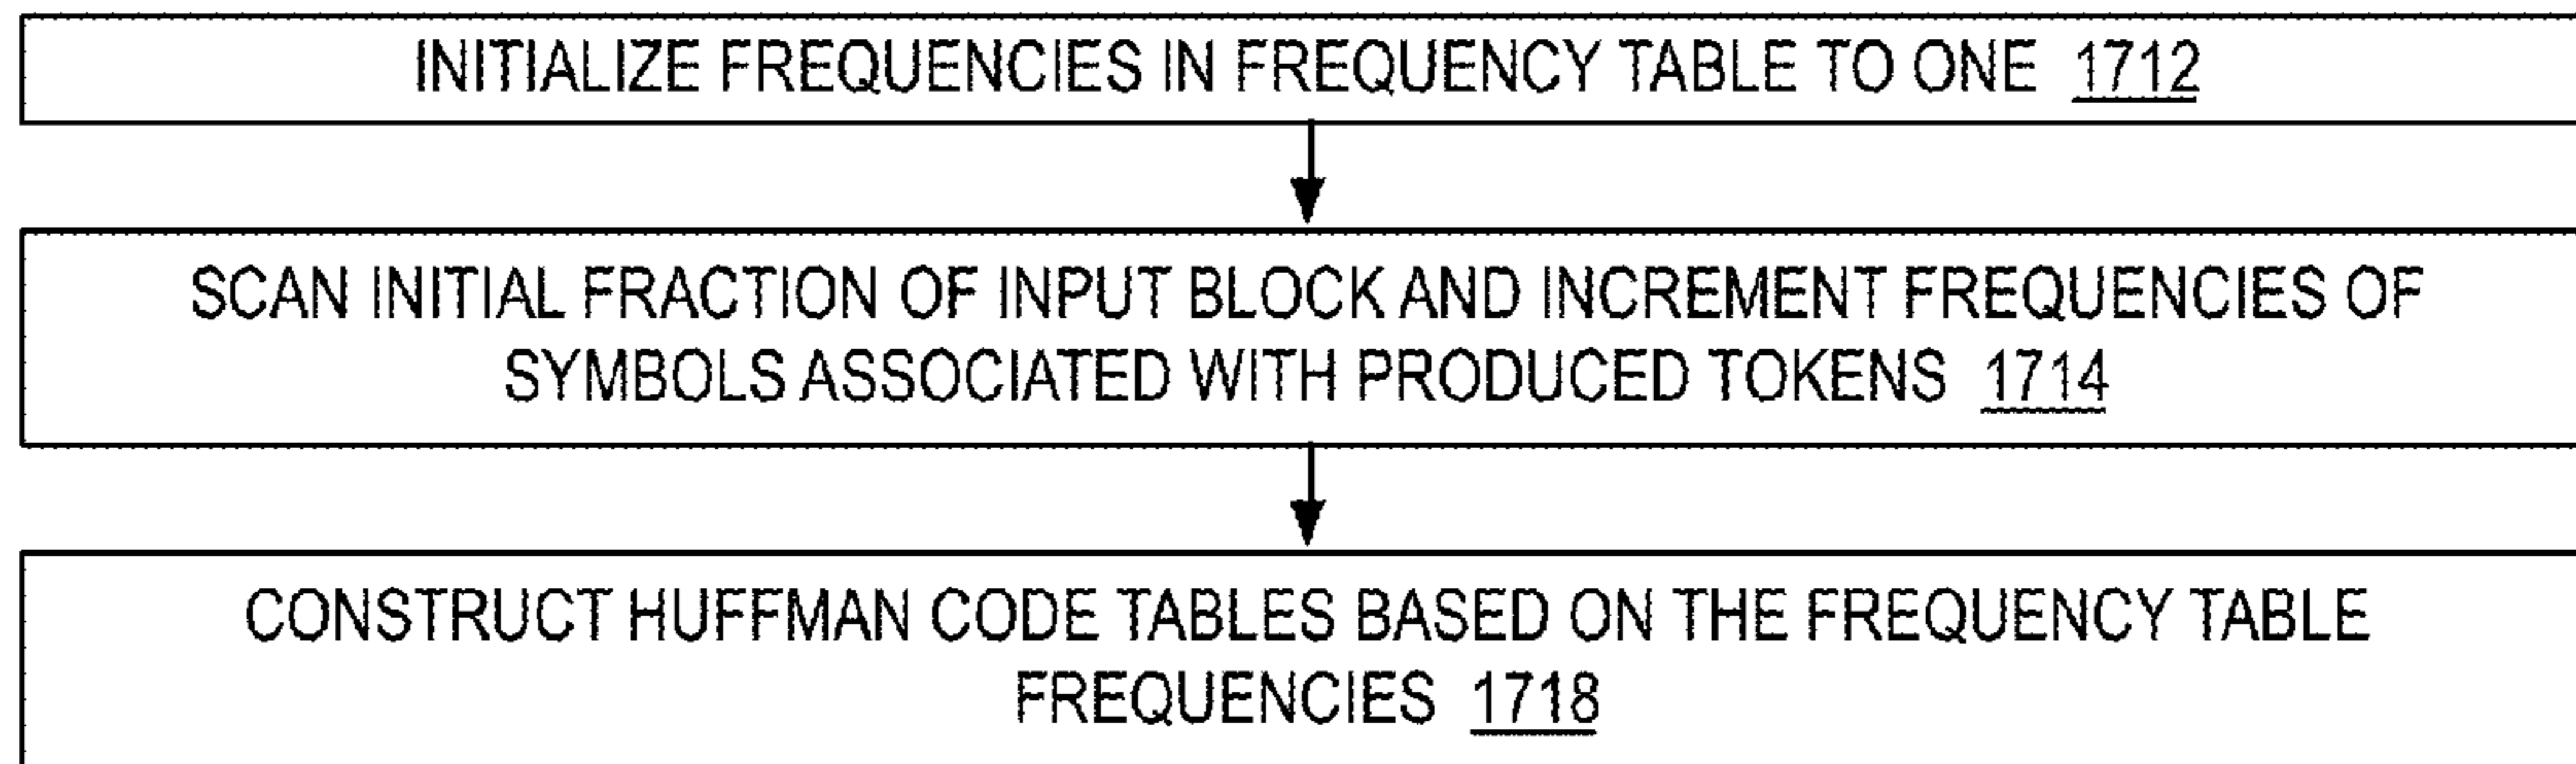 INITIALIZE FREQUENCIES IN FREQUENCY TABLE TO ONE 1712
SCAN INITIAL FRACTION OF INPUT BLOCK AND INCREMENT FREQUENCIES OF
SYMBOLS ASSOCIATED WITH PRODUCED TOKENS 1714
CONSTRUCT HUFFMAN CODE TABLES BASED ON THE FREQUENCY TABLE
FREQUENCIES 1718